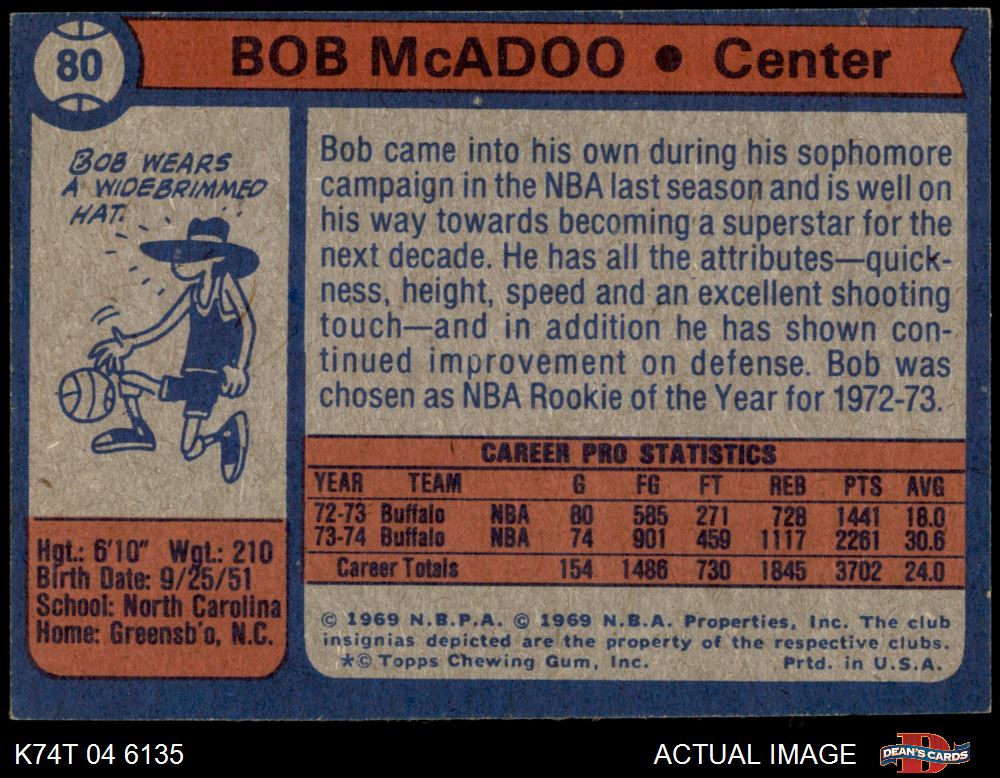 80
BOB McADOO ● Center
BOB WEARS
A WIDEBRIMMED
HAT.
Bob came into his own during his sophomore
campaign in the NBA last season and is well on
his way towards becoming a superstar for the
next decade. He has all the attributes—quick-
ness, height, speed and an excellent shooting
touch—and in addition he has shown con-
tinued improvement on defense. Bob was
chosen as NBA Rookie of the Year for 1972-73.
Hgt.: 6'10" Wgt.: 210
Birth Date: 9/25/51
School: North Carolina
Home: Greensb'o, N.C.
CAREER PRO STATISTICS
YEAR TEAM G FG FT REB PTS AVG
72-73 Buffalo NBA 80 585 271 728 1441 18.0
73-74 Buffalo NBA 74 901 459 1117 2261 30.6
Career Totals 154 1486 730 1845 3702 24.0
© 1969 N.B.P.A. © 1969 N.B.A. Properties, Inc. The club
insignias depicted are the property of the respective clubs.
*© Topps Chewing Gum, Inc. Prtd. in U.S.A.
K74T 04 6135
ACTUAL IMAGE
DEAN'S CARDS